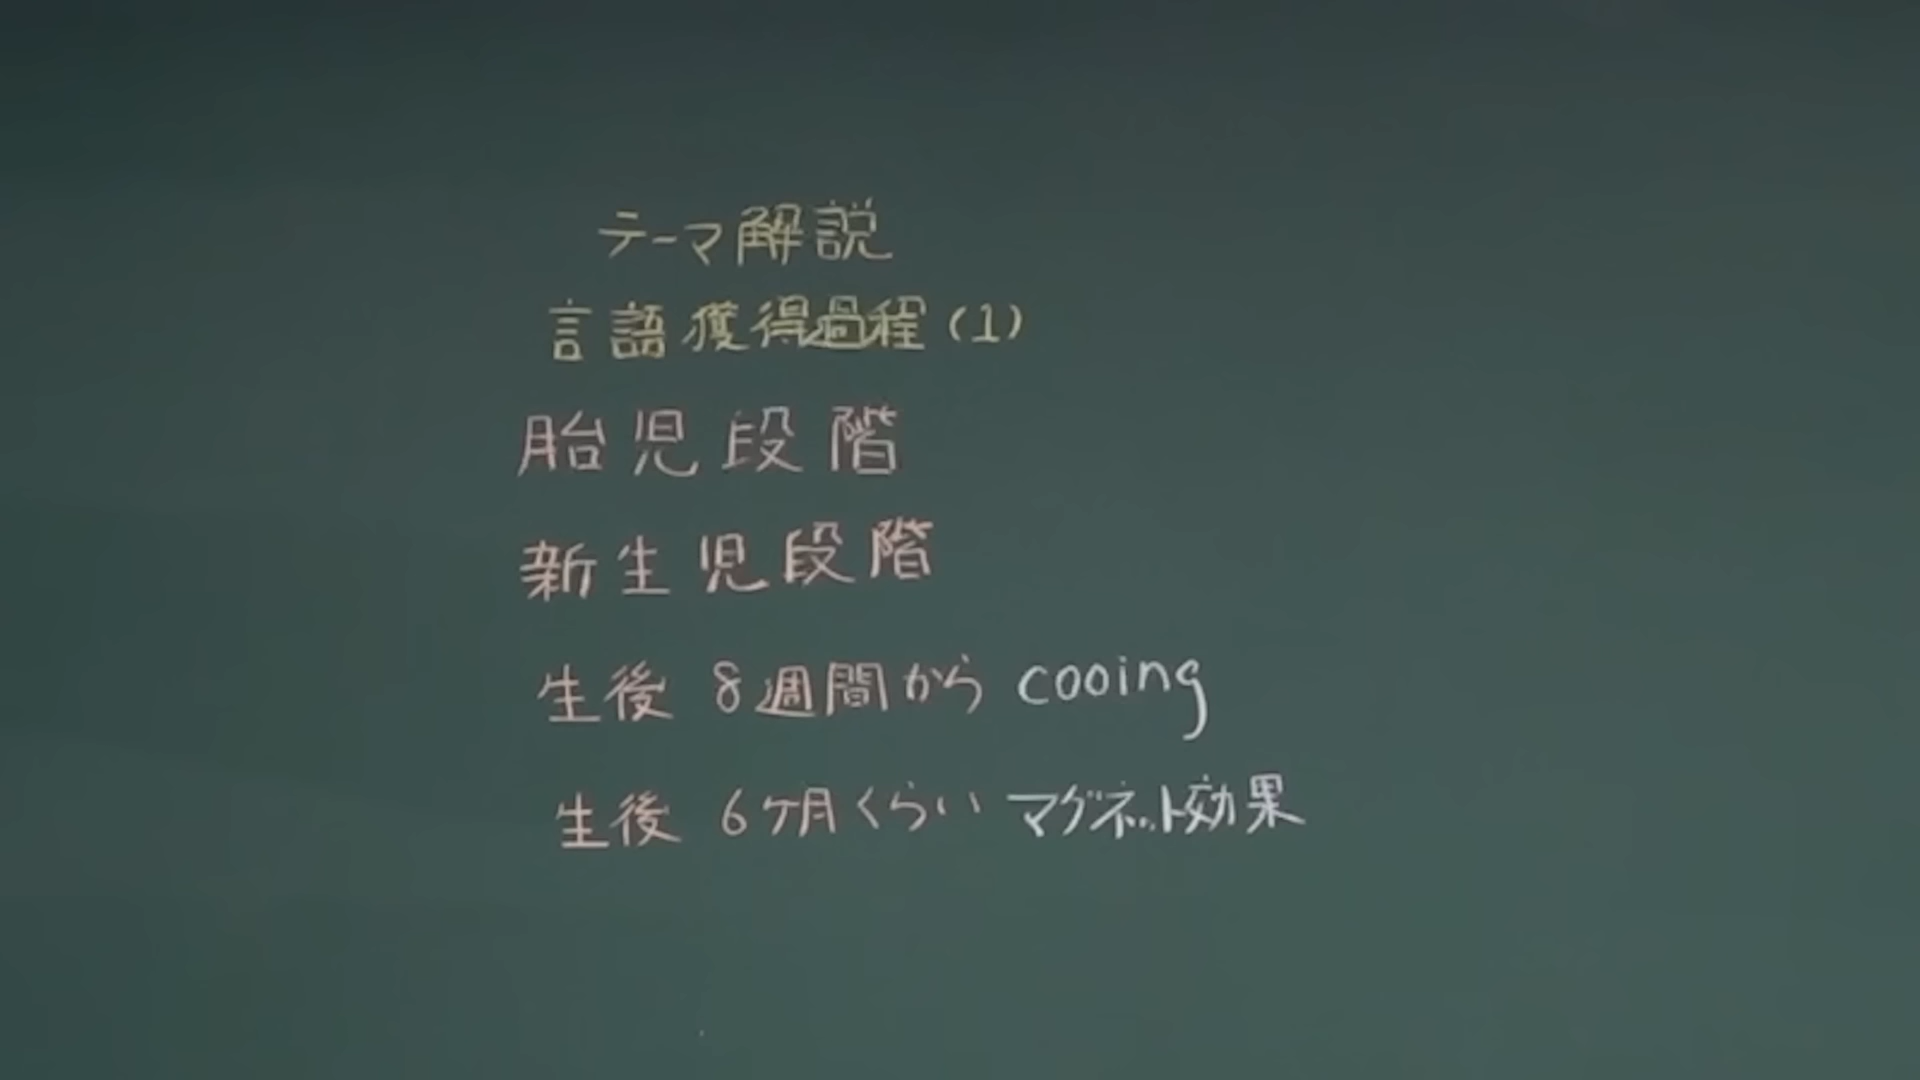 テーマ解説
言語獲得過程(1)
胎児段階
新生児段階
生後 8週間から cooing
生後 6ケ月くらい マグネット効果